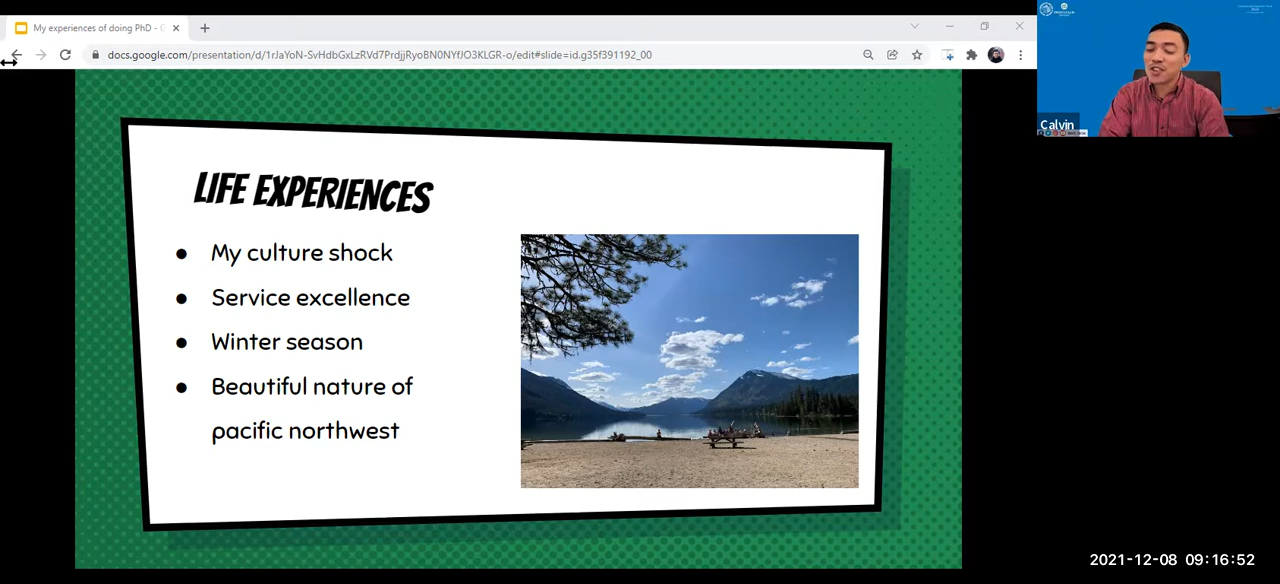 My experiences of doing PhD - G
docs.google.com/presentation/d/1rJaYoN-SvHdbGxLzRVd7PrdjjRyoBN0NYfJO3KLGR-o/edit#slide=id.g35f391192_00
LIFE EXPERIENCES
● My culture shock
● Service excellence
● Winter season
● Beautiful nature of
pacific northwest
Calvin
2021-12-08 09:16:52